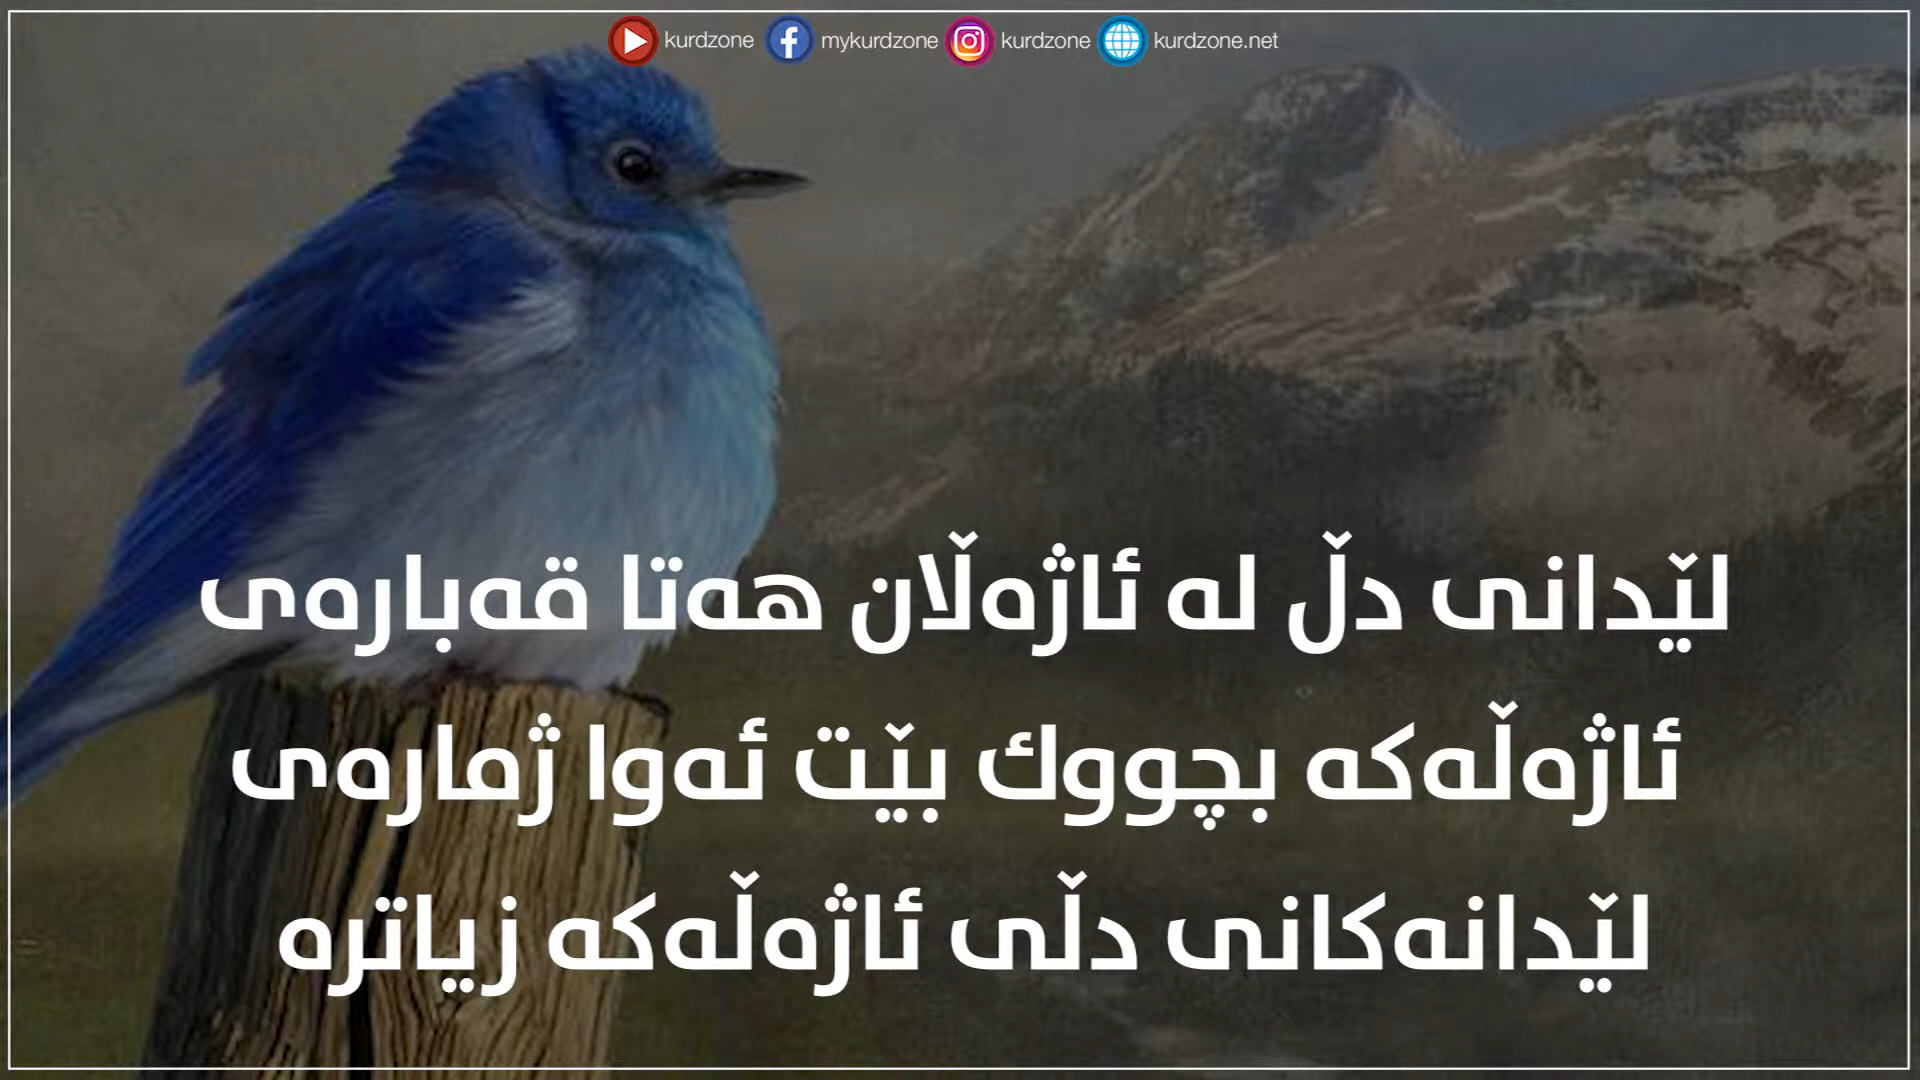 kurdzone mykurdzone kurdzone kurdzone.net
لێدانی دڵ لە ئاژەڵان هەتا قەبارەی
ئاژەڵەکە بچووك بێت ئەوا ژمارەی
لێدانەکانی دڵی ئاژەڵەکە زیاترە